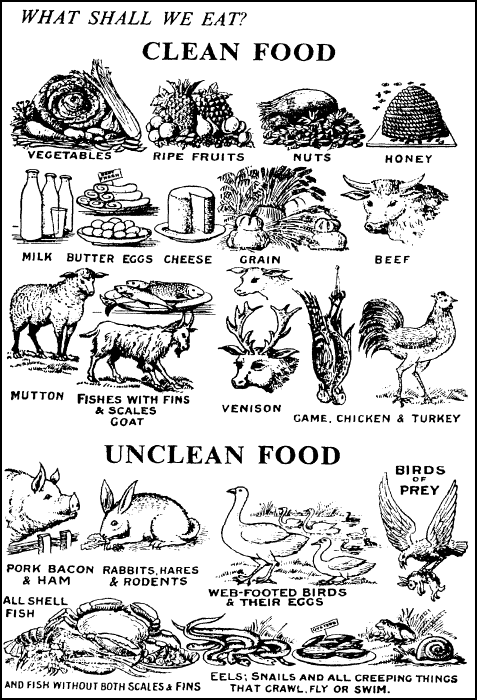 WHAT SHALL WE EAT?
CLEAN FOOD
VEGETABLES RIPE FRUITS NUTS HONEY
MILK BUTTER EGGS CHEESE GRAIN BEEF
MUTTON
FISHES WITH FINS
& SCALES
GOAT
VENISON
GAME, CHICKEN & TURKEY
UNCLEAN FOOD
BIRDS
OF
PREY
PORK BACON
& HAM
RABBITS, HARES
& RODENTS
WEB-FOOTED BIRDS
& THEIR EGGS
ALL SHELL
FISH
AND FISH WITHOUT BOTH SCALES & FINS
EELS; SNAILS AND ALL CREEPING THINGS
THAT CRAWL, FLY OR SWIM.